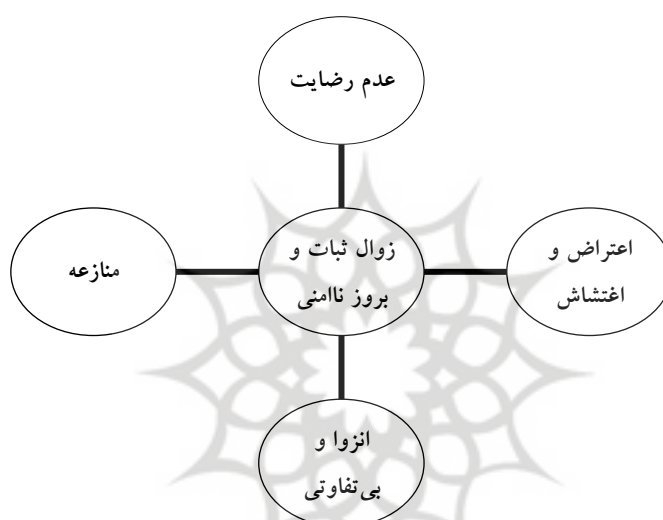 عدم رضایت
اعتراض و
اغتشاش
زوال ثبات و
بروز ناامنی
منازعه
انزوا و
بی‌تفاوتی